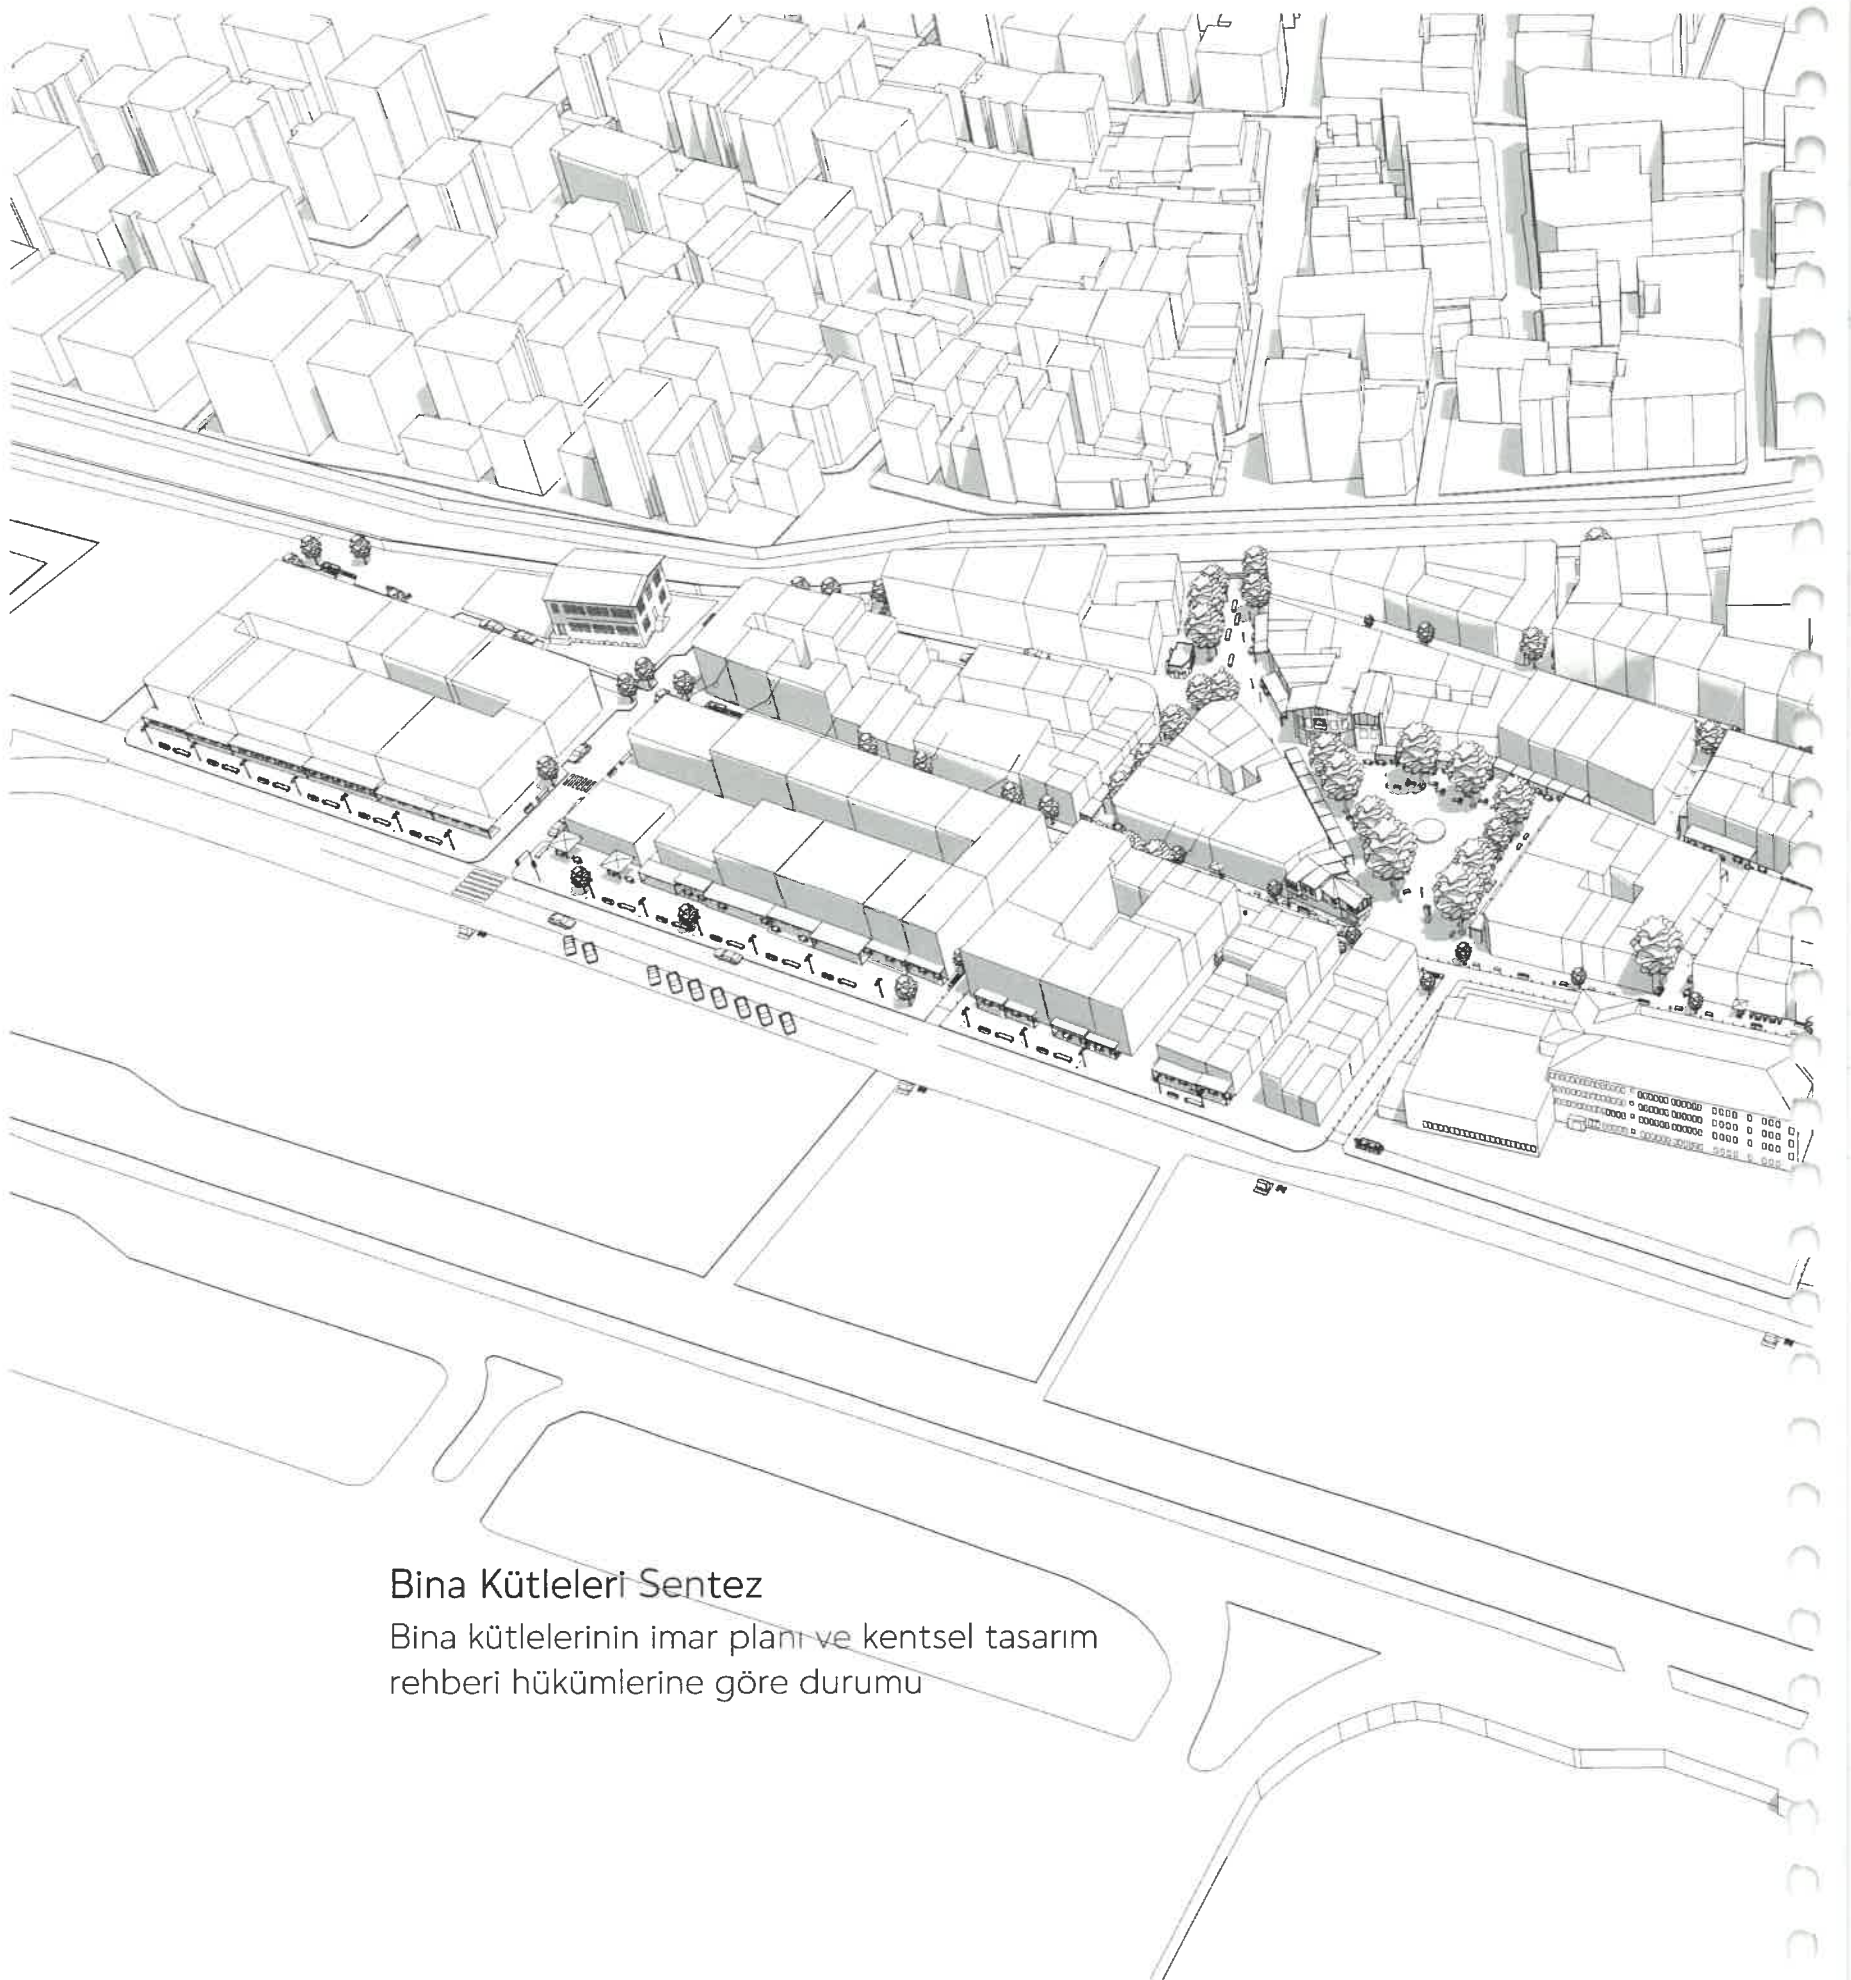 Bina Kütleleri Sentez
Bina kütlelerinin imar planı ve kentsel tasarım
rehberi hükümlerine göre durumu